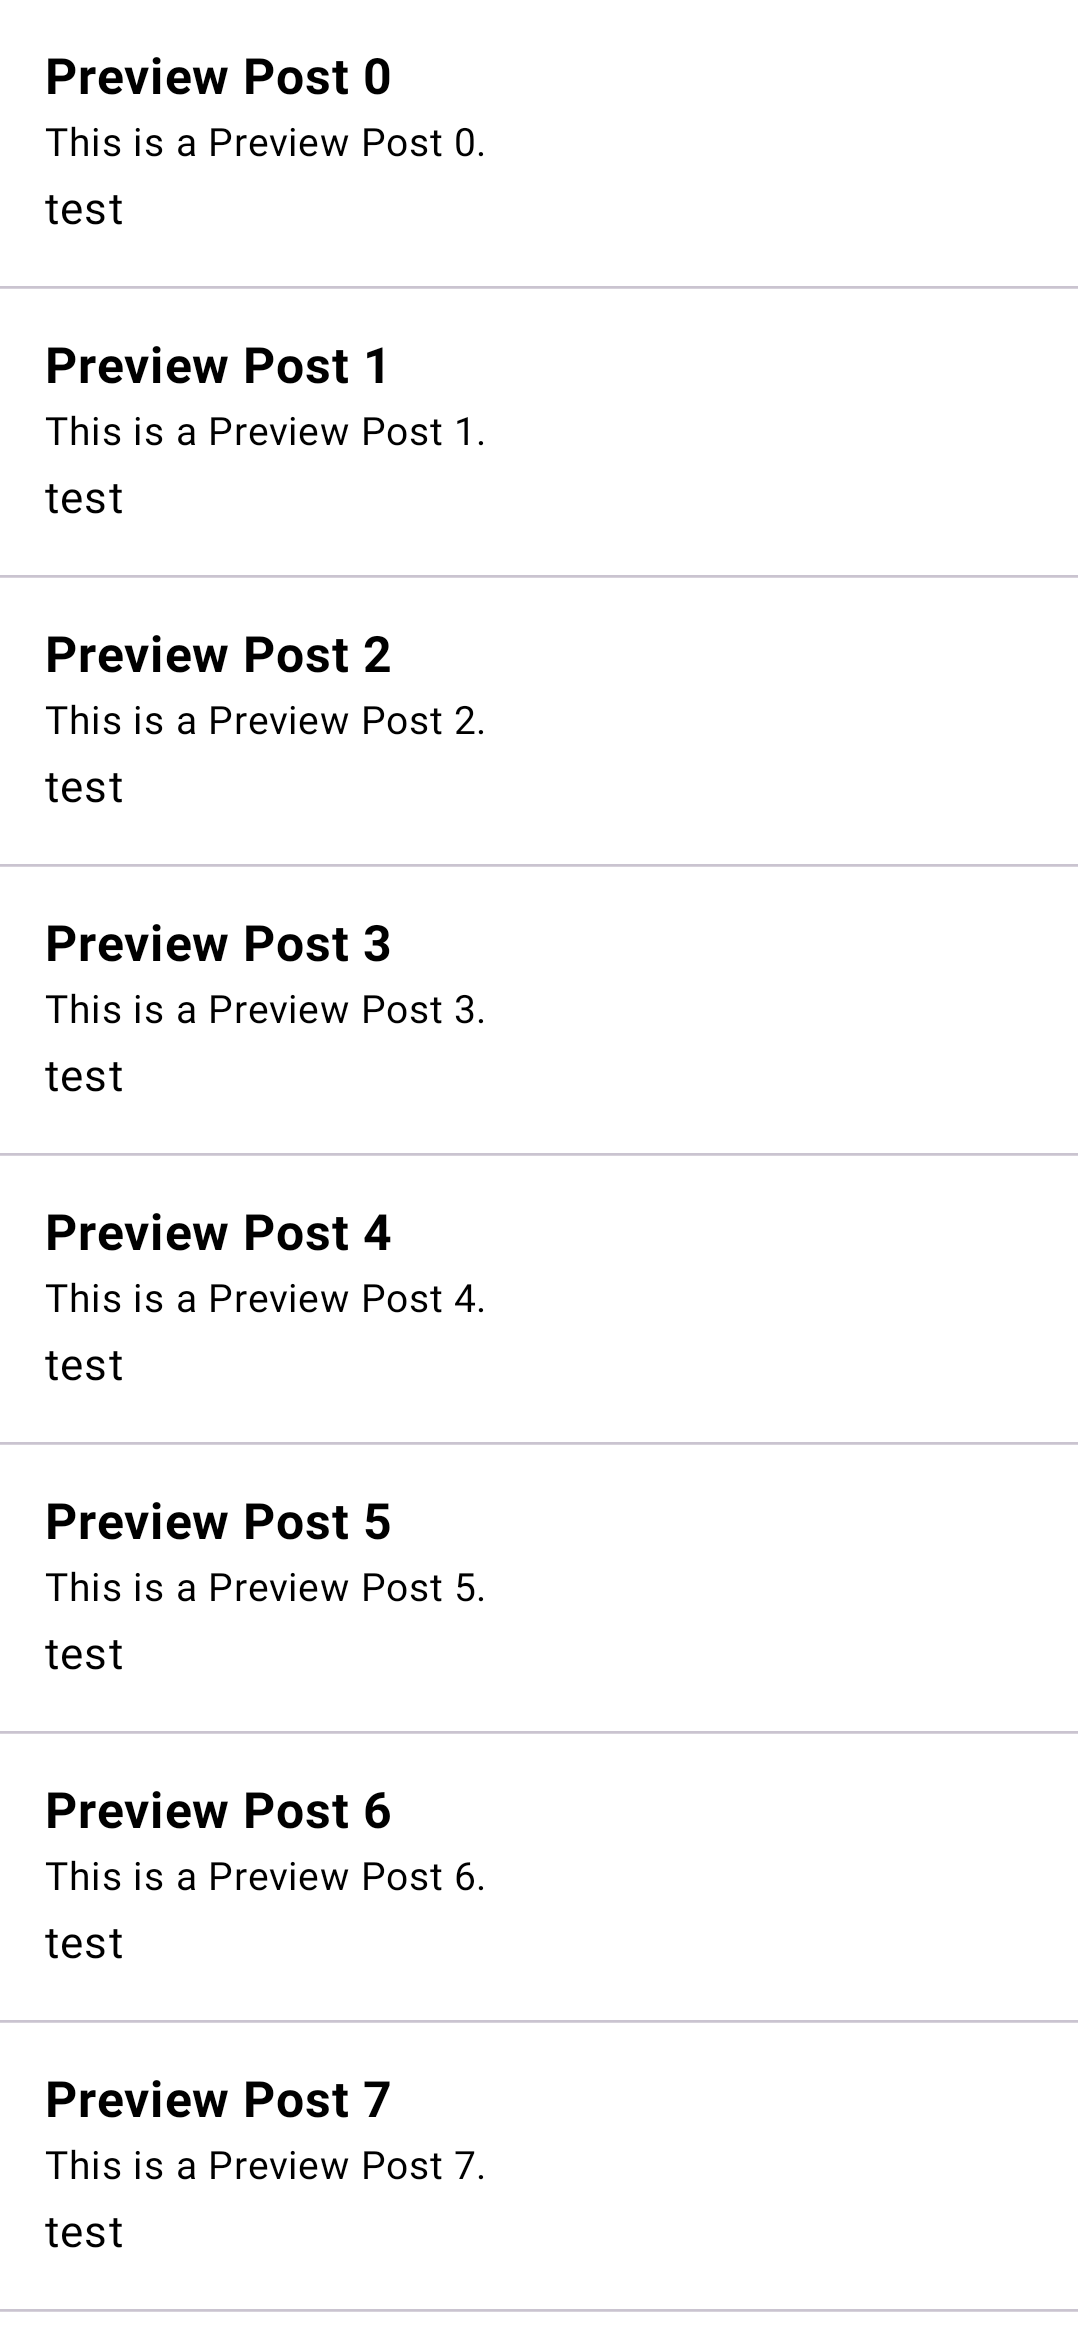 Preview Post 0
This is a Preview Post 0.
test
Preview Post 1
This is a Preview Post 1.
test
Preview Post 2
This is a Preview Post 2.
test
Preview Post 3
This is a Preview Post 3.
test
Preview Post 4
This is a Preview Post 4.
test
Preview Post 5
This is a Preview Post 5.
test
Preview Post 6
This is a Preview Post 6.
test
Preview Post 7
This is a Preview Post 7.
test